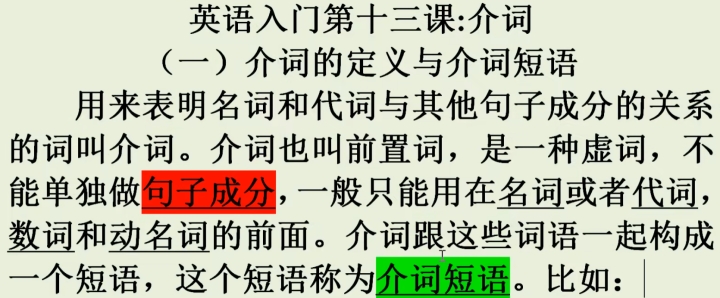 英语入门第十三课:介词
（一）介词的定义与介词短语
用来表明名词和代词与其他句子成分的关系
的词叫介词。介词也叫前置词，是一种虚词，不
能单独做句子成分，一般只能用在名词或者代词，
数词和动名词的前面。介词跟这些词语一起构成
一个短语，这个短语称为介词短语。比如：